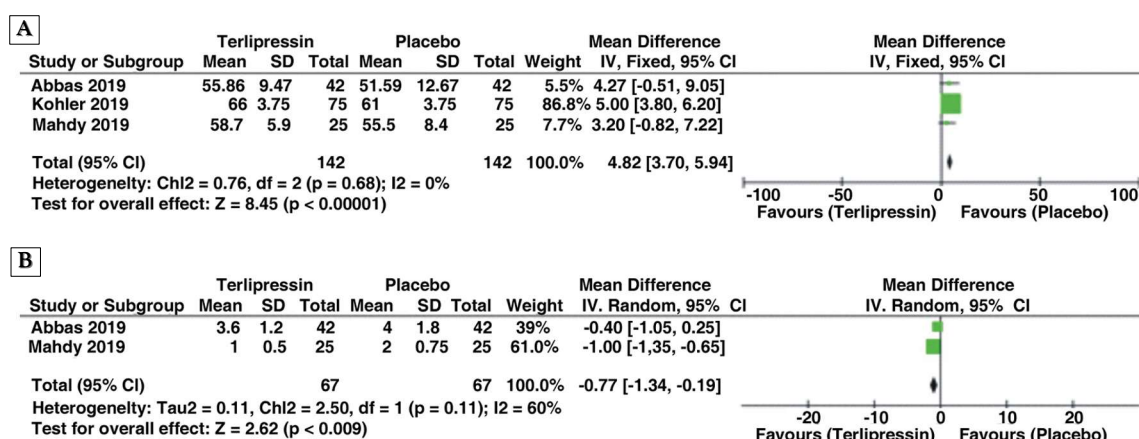 A
Terlipressin Placebo Mean Difference Mean Difference
Study or Subgroup Mean SD Total Mean SD Total Weight IV, Fixed, 95% CI IV, Fixed, 95% CI
Abbas 2019 55.86 9.47 42 51.59 12.67 42 5.5% 4.27 [-0.51, 9.05]
Kohler 2019 66 3.75 75 61 3.75 75 86.8% 5.00 [3.80, 6.20]
Mahdy 2019 58.7 5.9 25 55.5 8.4 25 7.7% 3.20 [-0.82, 7.22]
Total (95% CI) 142 142 100.0% 4.82 [3.70, 5.94]
Heterogenelty: Chl2 = 0.76, df = 2 (p = 0.68); I2 = 0%
Test for overall effect: Z = 8.45 (p < 0.00001)
-100 -50 0 50 100
Favours (Terlipressin) Favours (Placebo)
B
Terlipressin Placebo Mean Difference Mean Difference
Study or Subgroup Mean SD Total Mean SD Total Weight IV. Random, 95% CI IV. Random, 95% CI
Abbas 2019 3.6 1.2 42 4 1.8 42 39% -0.40 [-1.05, 0.25]
Mahdy 2019 1 0.5 25 2 0.75 25 61.0% -1.00 [-1,35, -0.65]
Total (95% CI) 67 67 100.0% -0.77 [-1.34, -0.19]
Heterogenelty: Tau2 = 0.11, Chl2 = 2.50, df = 1 (p = 0.11); I2 = 60%
Test for overall effect: Z = 2.62 (p < 0.009)
-20 -10 0 10 20
Favours (Terlipressin) Favours (Placebo)